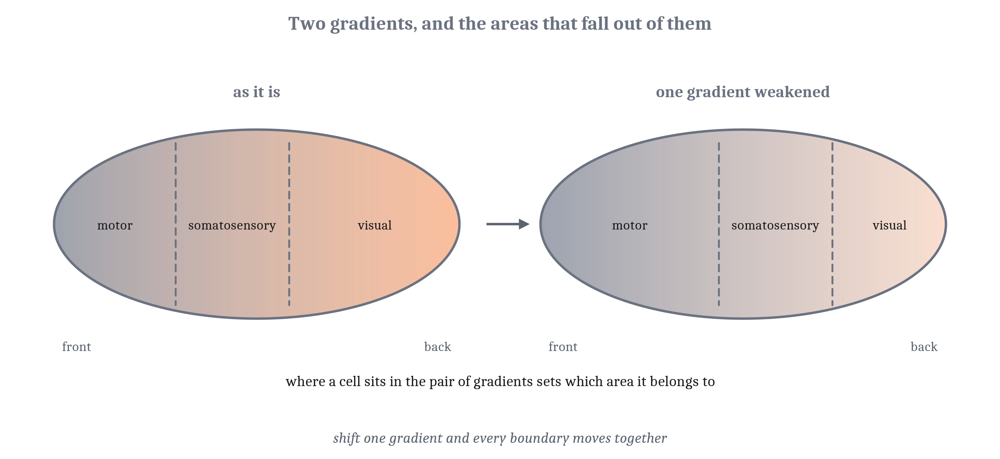 Two gradients, and the areas that fall out of them
as it is
one gradient weakened
motor
somatosensory
visual
motor
somatosensory
visual
front
back
front
back
where a cell sits in the pair of gradients sets which area it belongs to
shift one gradient and every boundary moves together